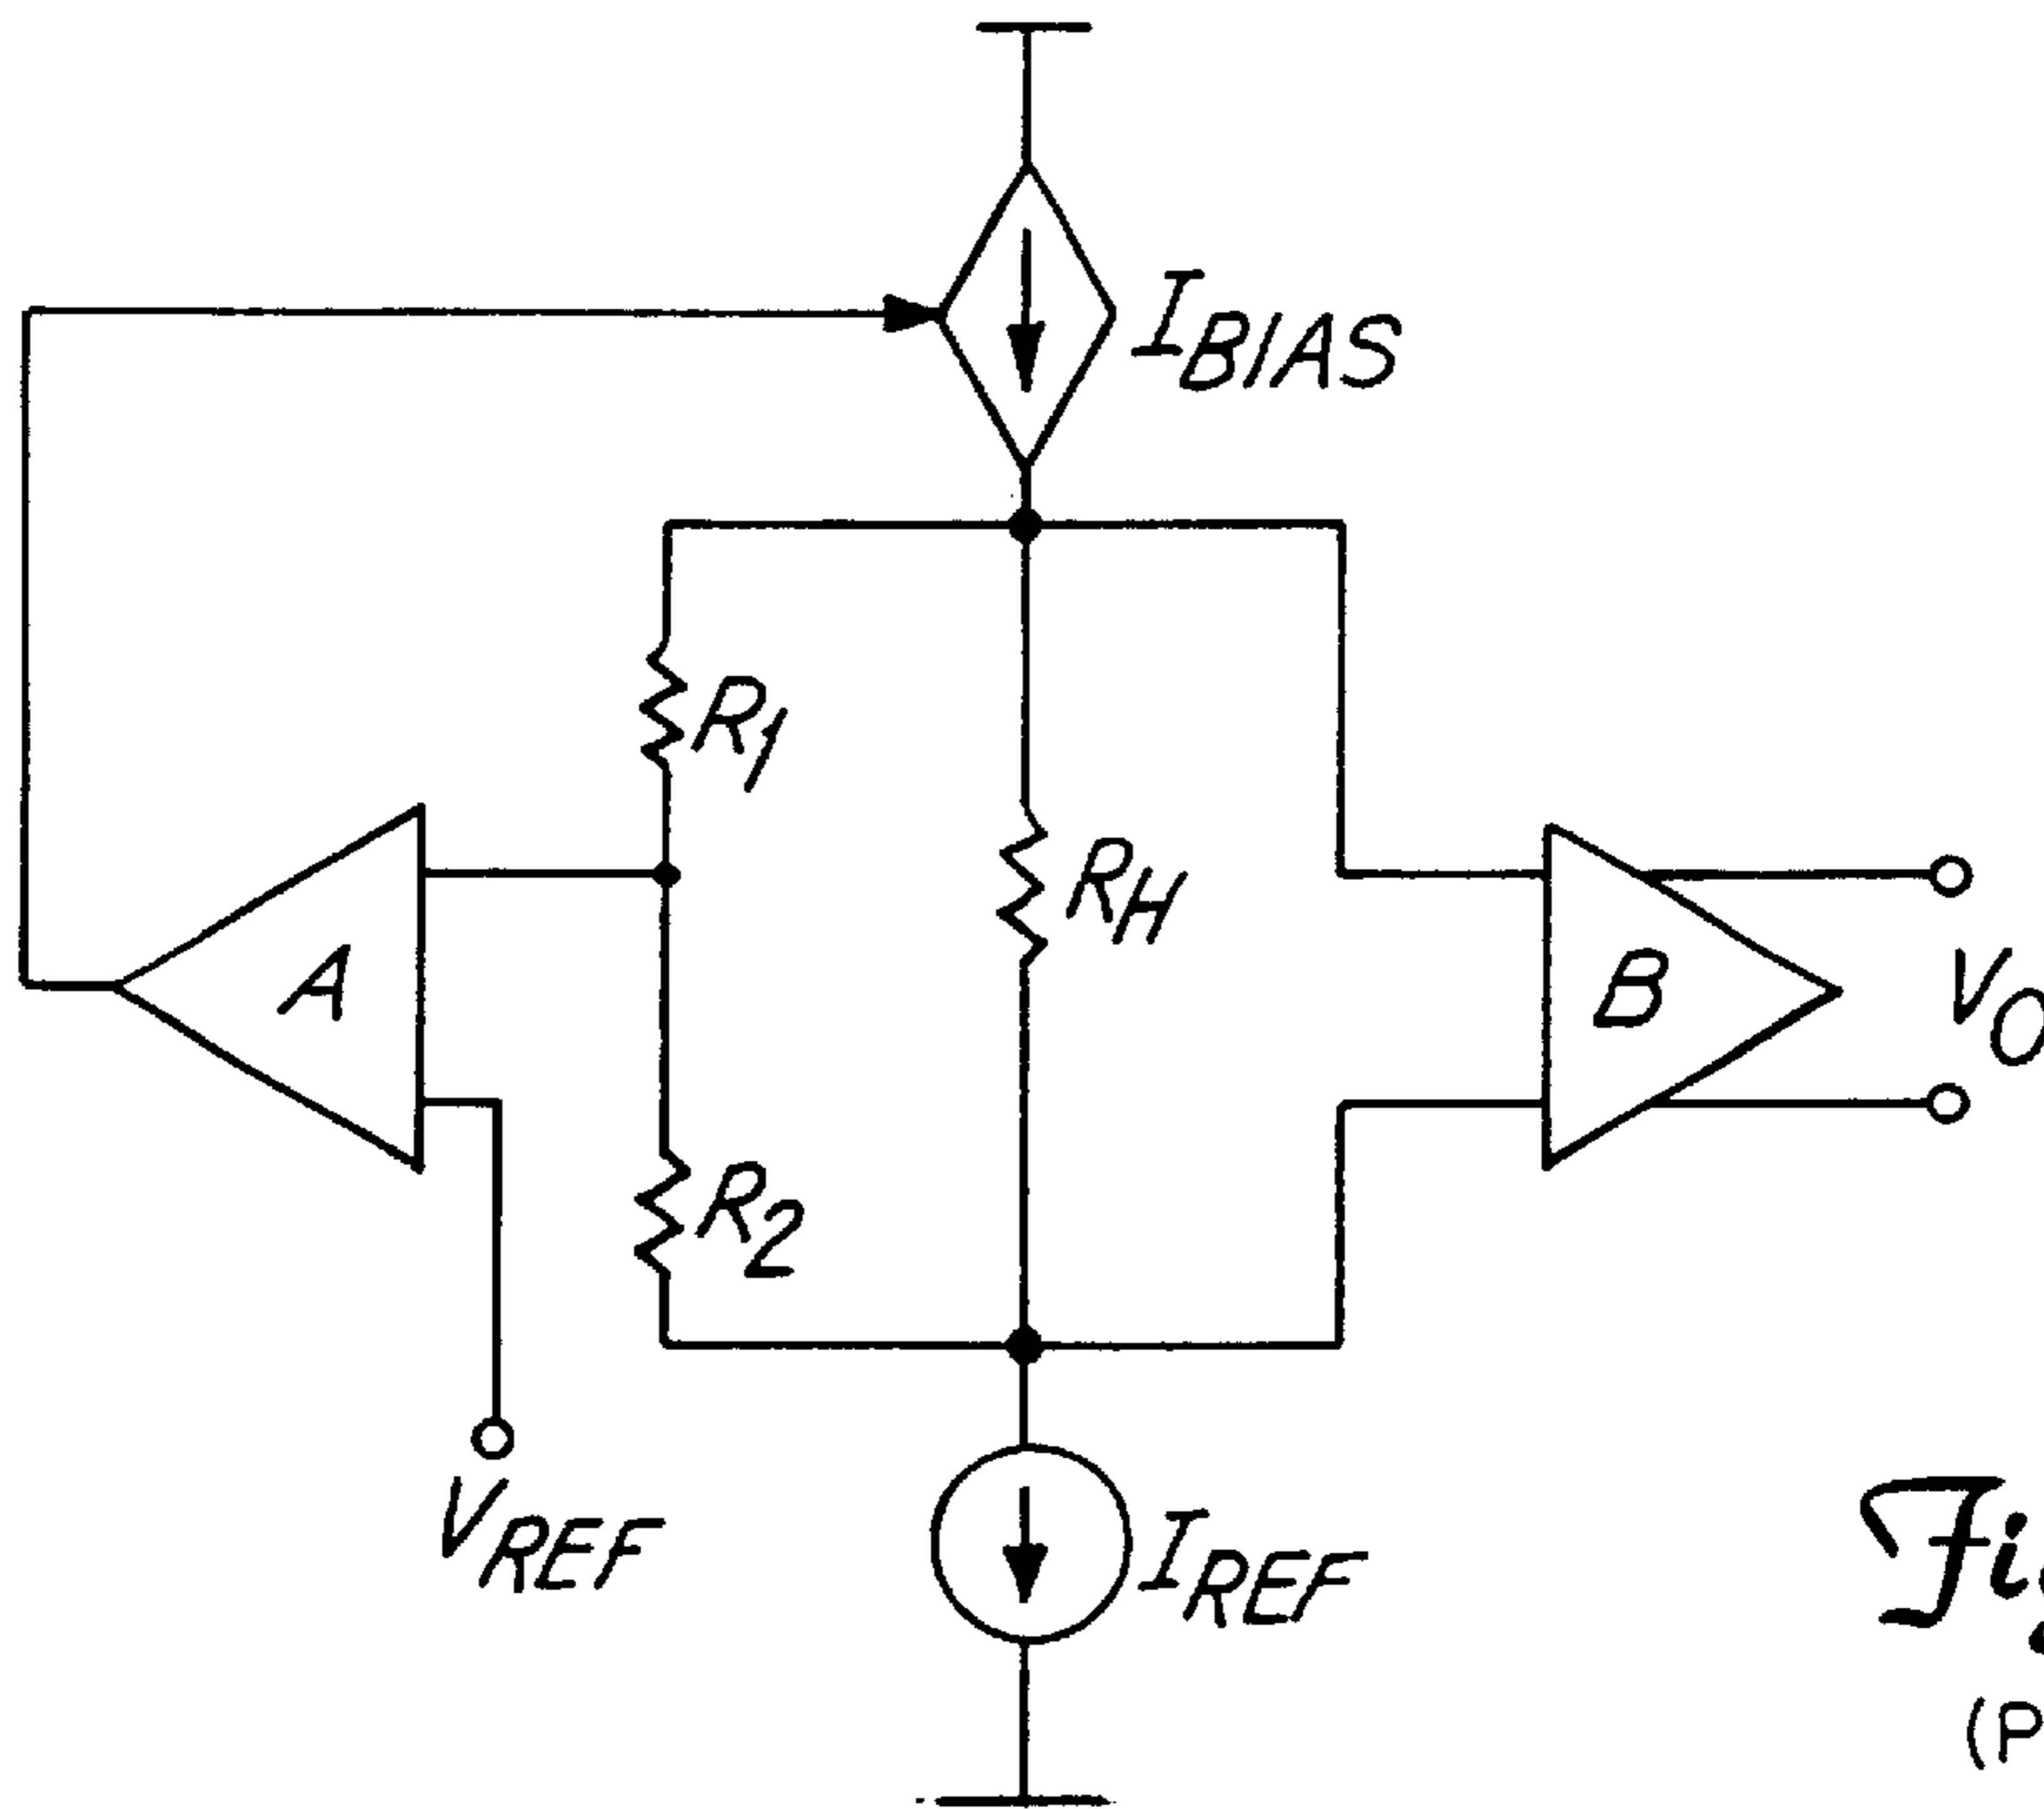 I_BIAS
R_1
R_H
A
B
V_O
R_2
V_REF
I_REF